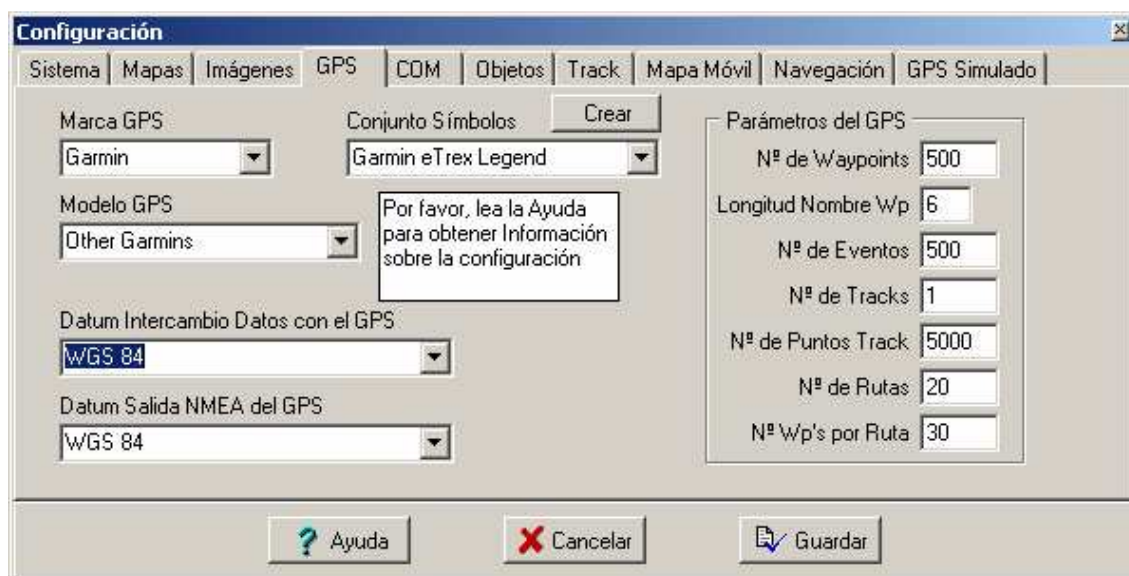 Configuración
Sistema Mapas Imágenes GPS COM Objetos Track Mapa Móvil Navegación GPS Simulado
Marca GPS
Garmin
Conjunto Símbolos
Crear
Garmin eTrex Legend
Modelo GPS
Other Garmins
Por favor, lea la Ayuda
para obtener Información
sobre la configuración
Datum Intercambio Datos con el GPS
WGS 84
Datum Salida NMEA del GPS
WGS 84
Parámetros del GPS
Nº de Waypoints 500
Longitud Nombre Wp 6
Nº de Eventos 500
Nº de Tracks 1
Nº de Puntos Track 5000
Nº de Rutas 20
Nº Wp's por Ruta 30
Ayuda Cancelar Guardar